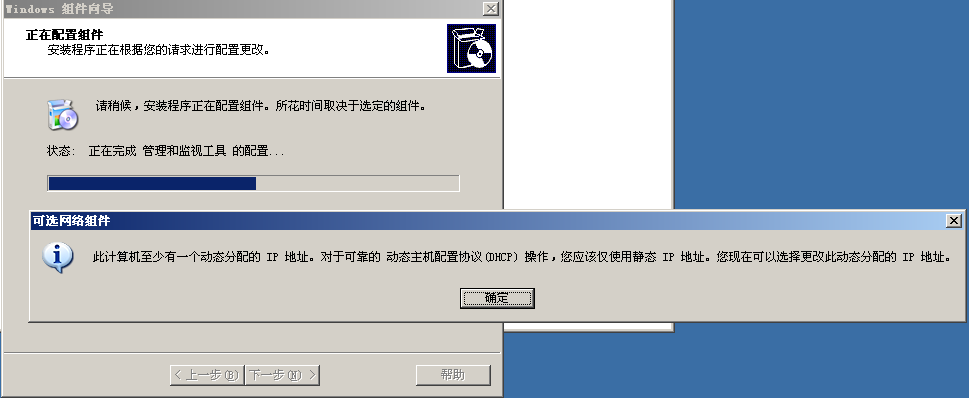 Windows 组件向导
正在配置组件
安装程序正在根据您的请求进行配置更改。
请稍候，安装程序正在配置组件。所花时间取决于选定的组件。
状态: 正在完成 管理和监视工具 的配置...
可选网络组件
此计算机至少有一个动态分配的 IP 地址。对于可靠的 动态主机配置协议(DHCP) 操作，您应该仅使用静态 IP 地址。您现在可以选择更改此动态分配的 IP 地址。
确定
< 上一步(B) 下一步(N) > 帮助